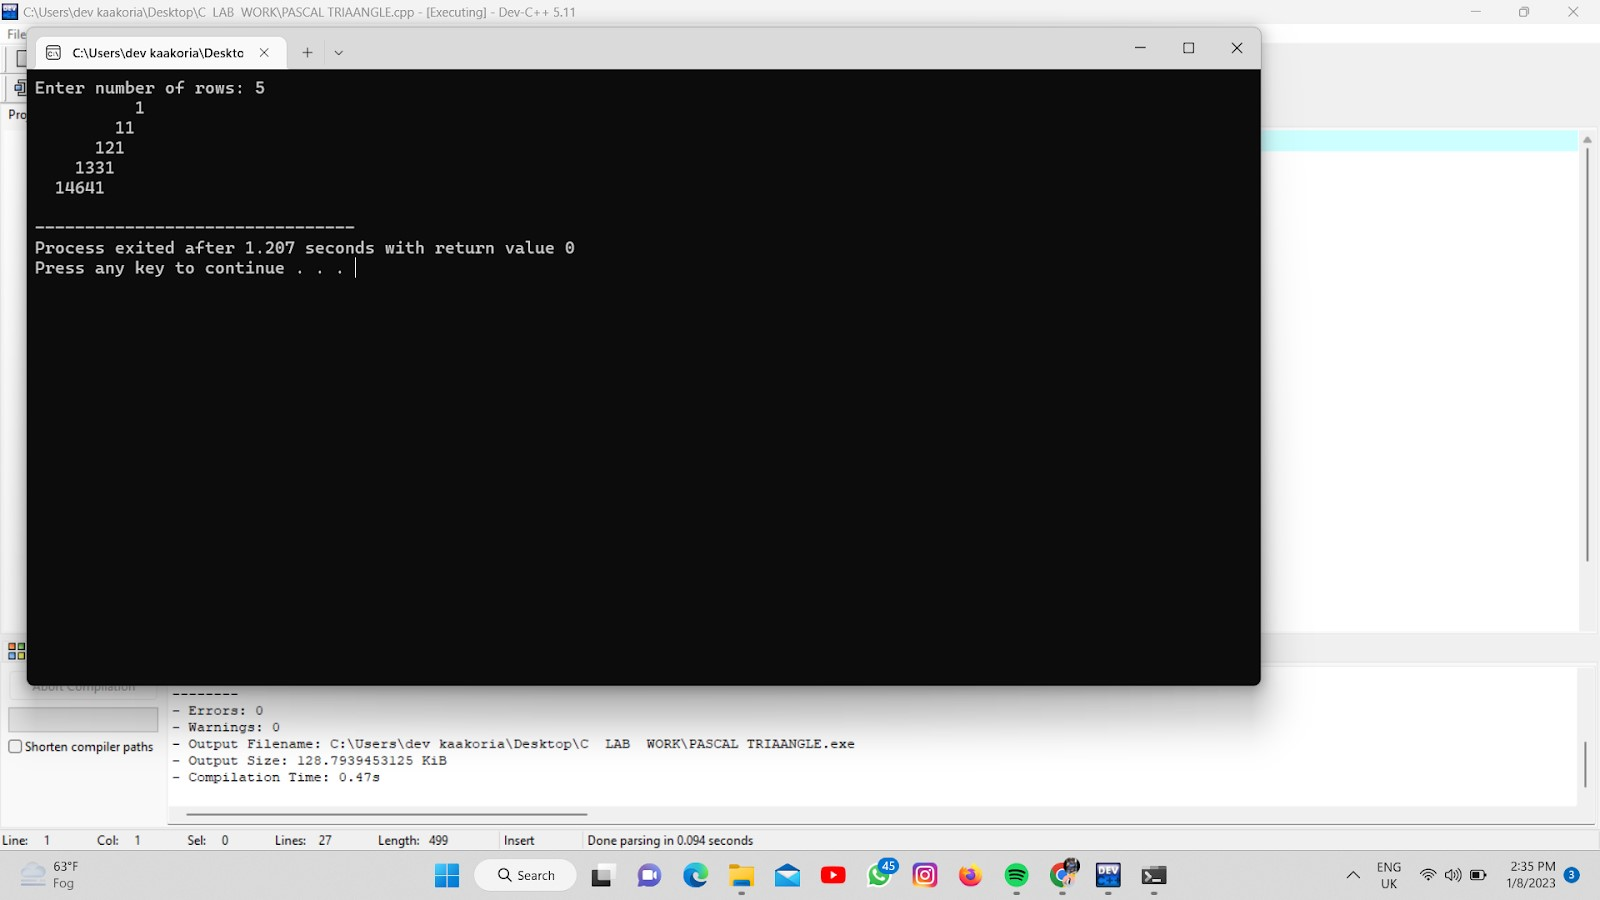 C:\Users\dev kaakoria\Desktop\C  LAB  WORK\PASCAL TRIAANGLE.cpp - [Executing] - Dev-C++ 5.11
File
C:\Users\dev kaakoria\Deskto
Pro
Enter number of rows: 5
          1
        11
      121
    1331
  14641
--------------------------------
Process exited after 1.207 seconds with return value 0
Press any key to continue . . .
Abort Compilation
Shorten compiler paths
--------
- Errors: 0
- Warnings: 0
- Output Filename: C:\Users\dev kaakoria\Desktop\C  LAB  WORK\PASCAL TRIAANGLE.exe
- Output Size: 128.7939453125 KiB
- Compilation Time: 0.47s
Line: 1 Col: 1 Sel: 0 Lines: 27 Length: 499 Insert Done parsing in 0.094 seconds
63°F
Fog
Search
45
DEV
ENG
UK
2:35 PM
1/8/2023
3